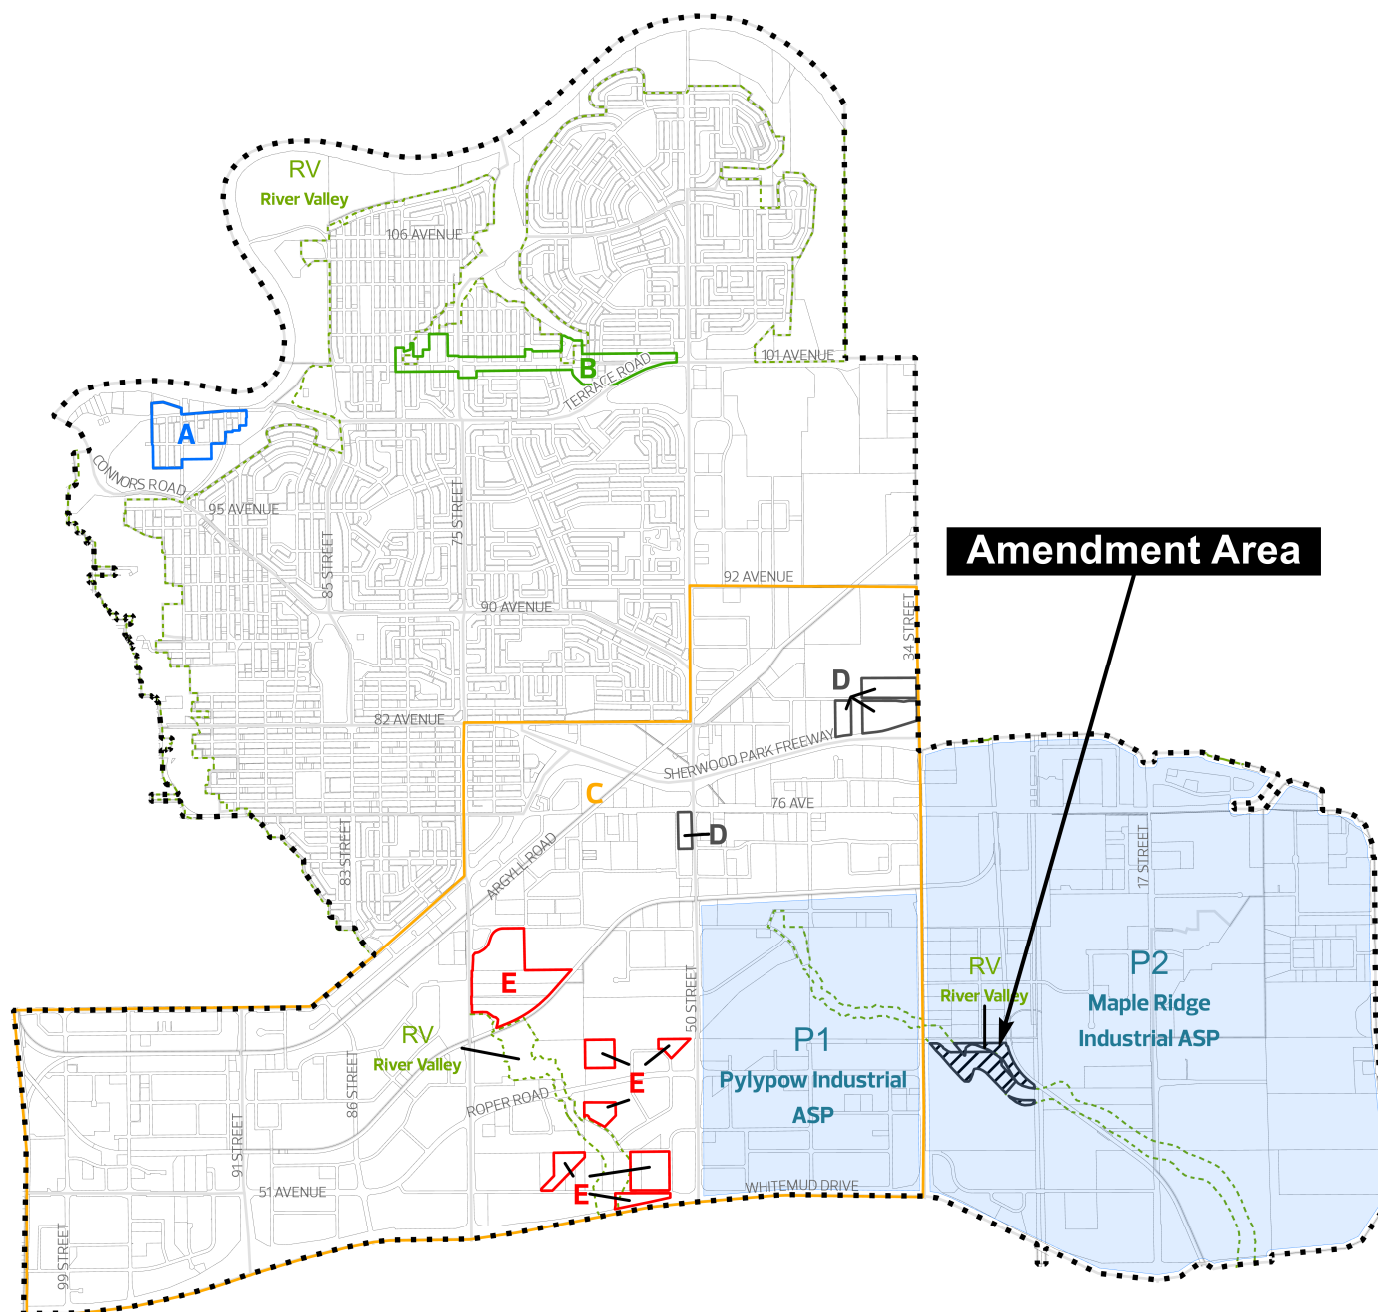 RV
River Valley
106 AVENUE
101 AVENUE
B
TERRACE ROAD
A
CONNORS ROAD
95 AVENUE
75 STREET
85 STREET
Amendment Area
92 AVENUE
90 AVENUE
34 STREET
D
82 AVENUE
SHERWOOD PARK FREEWAY
C
76 AVE
D
83 STREET
ARGYLL ROAD
17 STREET
E
RV
River Valley
P2
Maple Ridge
Industrial ASP
50 STREET
RV
River Valley
P1
Pylypow Industrial
ASP
E
86 STREET
ROPER ROAD
91 STREET
E
51 AVENUE
WHITEMUD DRIVE
99 STREET